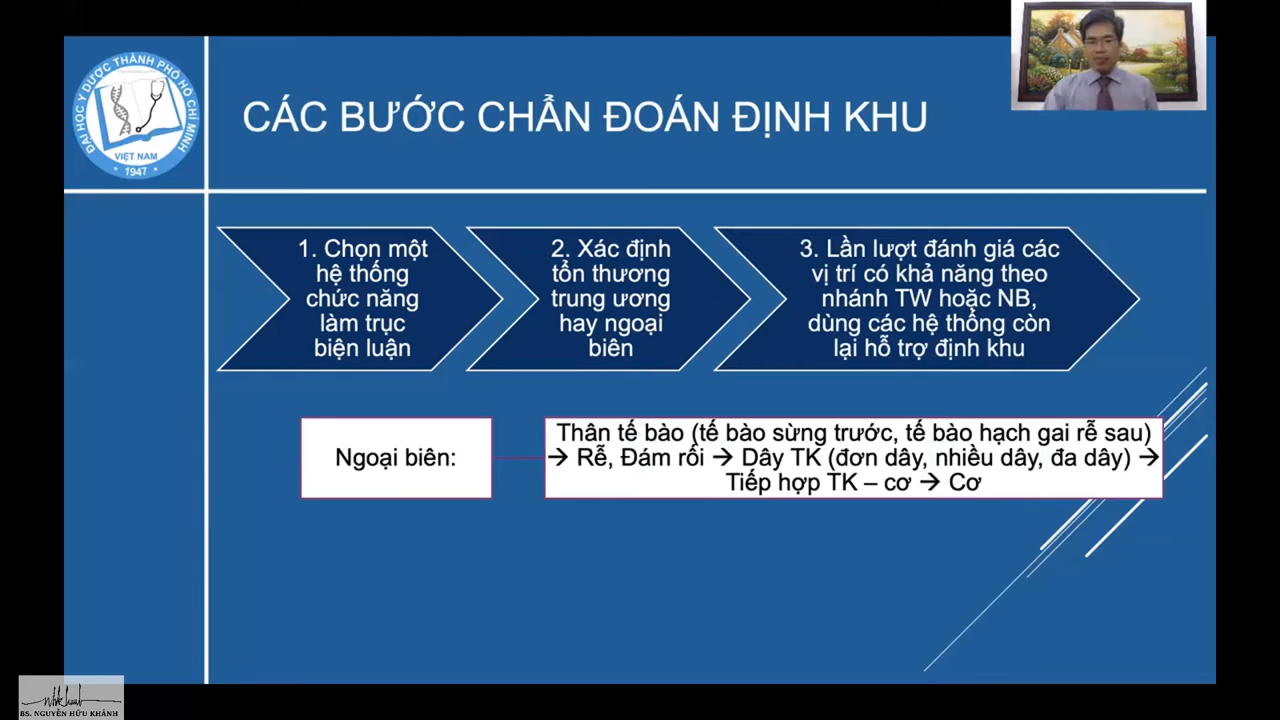 ĐẠI HỌC Y DƯỢC THÀNH PHỐ HỒ CHÍ MINH
VIỆT NAM
1947
CÁC BƯỚC CHẨN ĐOÁN ĐỊNH KHU
1. Chọn một
hệ thống
chức năng
làm trục
biện luận
2. Xác định
tổn thương
trung ương
hay ngoại
biên
3. Lần lượt đánh giá các
vị trí có khả năng theo
nhánh TW hoặc NB,
dùng các hệ thống còn
lại hỗ trợ định khu
Ngoại biên:
Thân tế bào (tế bào sừng trước, tế bào hạch gai rễ sau)
→ Rễ, Đám rối → Dây TK (đơn dây, nhiều dây, đa dây) →
Tiếp hợp TK – cơ → Cơ
BS. NGUYỄN HỮU KHÁNH